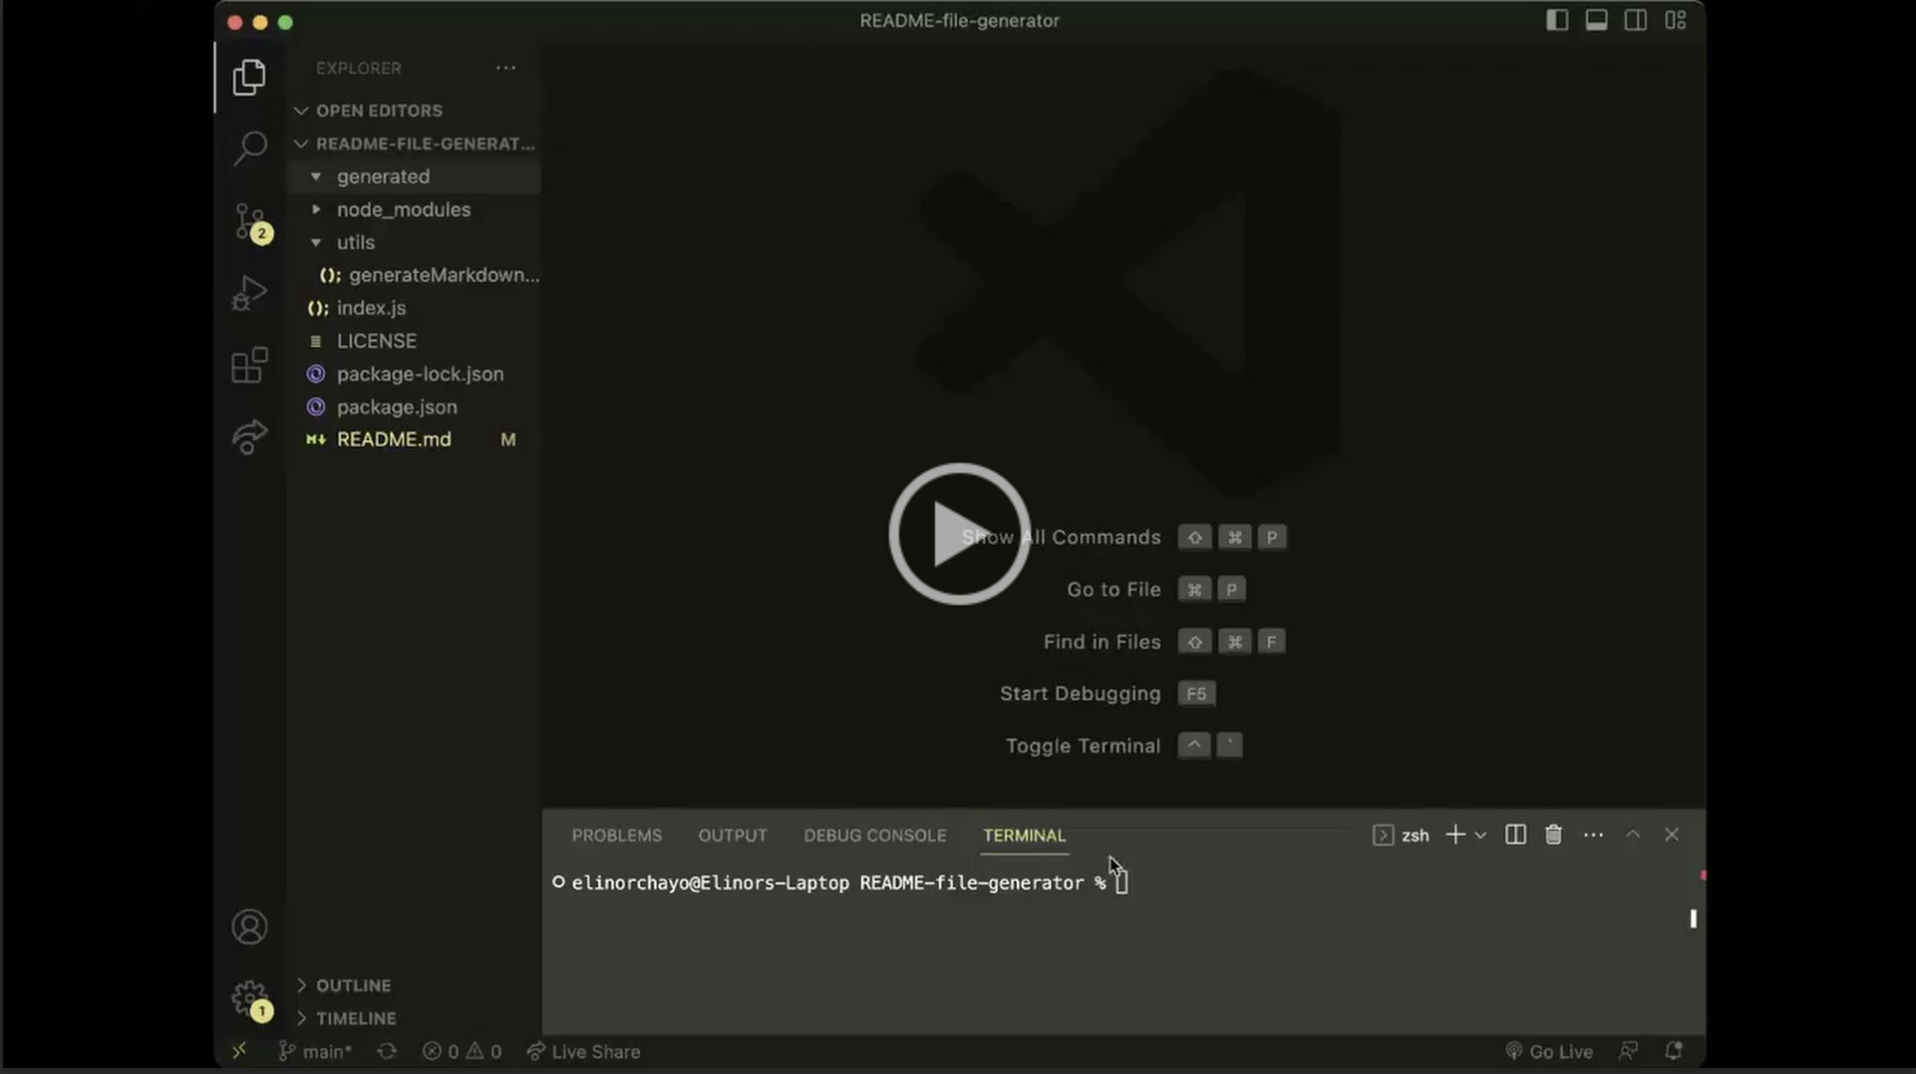 README-file-generator
EXPLORER
OPEN EDITORS
README-FILE-GENERAT...
generated
node_modules
utils
generateMarkdown...
index.js
LICENSE
package-lock.json
package.json
README.md M
2
Show All Commands ⇧ ⌘ P
Go to File ⌘ P
Find in Files ⇧ ⌘ F
Start Debugging F5
Toggle Terminal ^ `
PROBLEMS OUTPUT DEBUG CONSOLE TERMINAL zsh
elinorchayo@Elinors-Laptop README-file-generator %
OUTLINE
1
TIMELINE
main* 0 0 Live Share Go Live